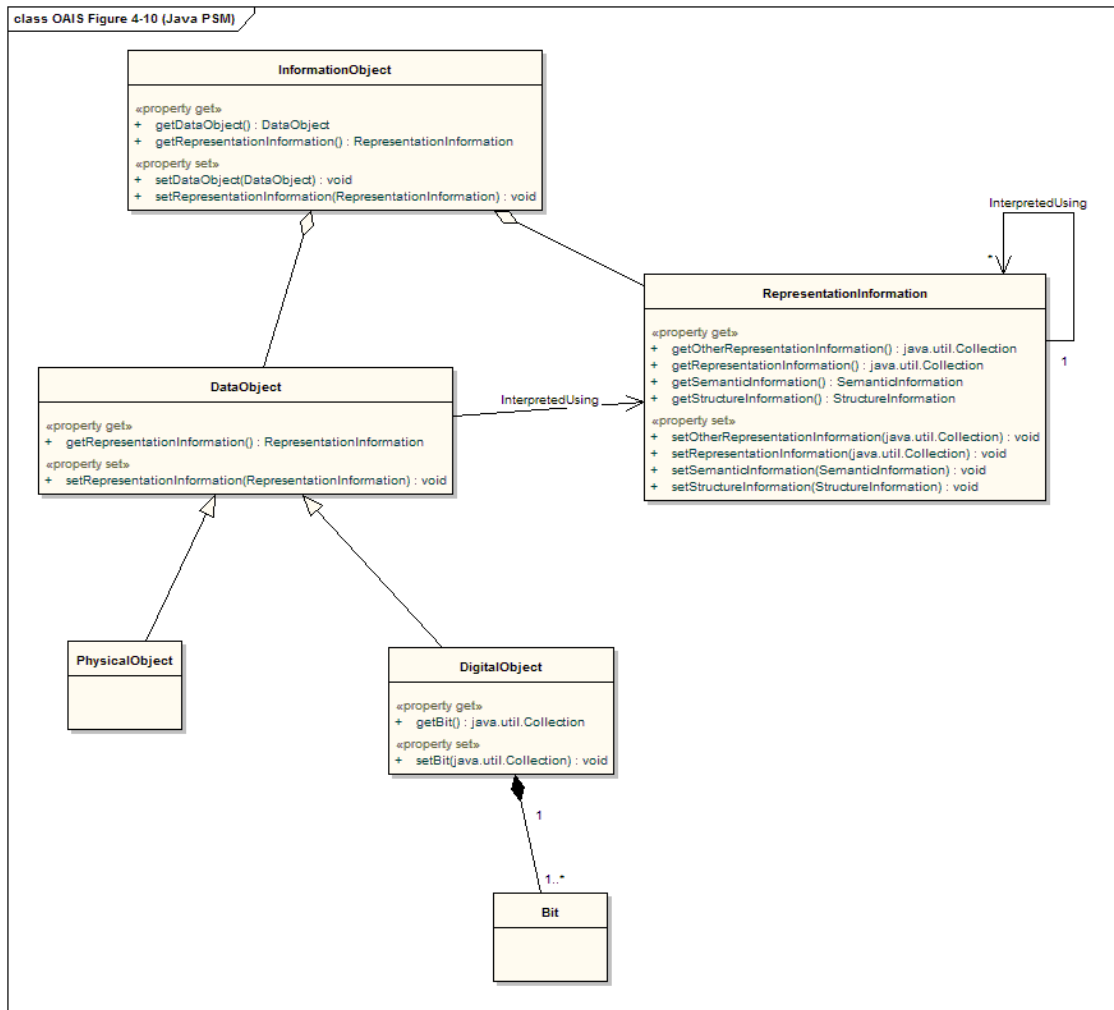 class OAIS Figure 4-10 (Java PSM)
InformationObject
«property get»
+ getDataObject() : DataObject
+ getRepresentationInformation() : RepresentationInformation
«property set»
+ setDataObject(DataObject) : void
+ setRepresentationInformation(RepresentationInformation) : void
InterpretedUsing
*
RepresentationInformation
«property get»
+ getOtherRepresentationInformation() : java.util.Collection
+ getRepresentationInformation() : java.util.Collection
+ getSemanticInformation() : SemanticInformation
+ getStructureInformation() : StructureInformation
«property set»
+ setOtherRepresentationInformation(java.util.Collection) : void
+ setRepresentationInformation(java.util.Collection) : void
+ setSemanticInformation(SemanticInformation) : void
+ setStructureInformation(StructureInformation) : void
1
DataObject
«property get»
+ getRepresentationInformation() : RepresentationInformation
«property set»
+ setRepresentationInformation(RepresentationInformation) : void
InterpretedUsing
PhysicalObject
DigitalObject
«property get»
+ getBit() : java.util.Collection
«property set»
+ setBit(java.util.Collection) : void
1
1..*
Bit